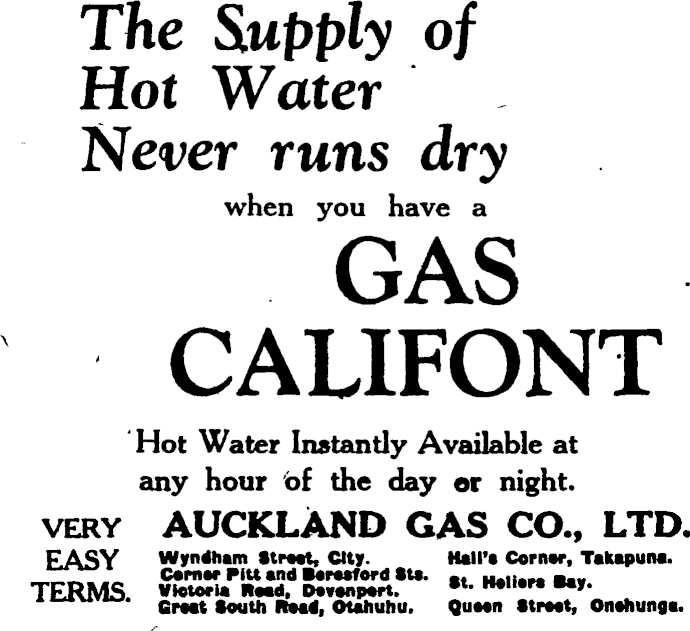 The Supply of
Hot Water
Never runs dry
when you have a
GAS
CALIFONT
Hot Water Instantly Available at
any hour of the day or night.
VERY
EASY
TERMS.
AUCKLAND GAS CO., LTD.
Wyndham Street, City.
Corner Pitt and Beresford Sts.
Victoria Road, Devonport.
Great South Road, Otahuhu.
Hall's Corner, Takapuna.
St. Heliers Bay.
Queen Street, Onehunga.